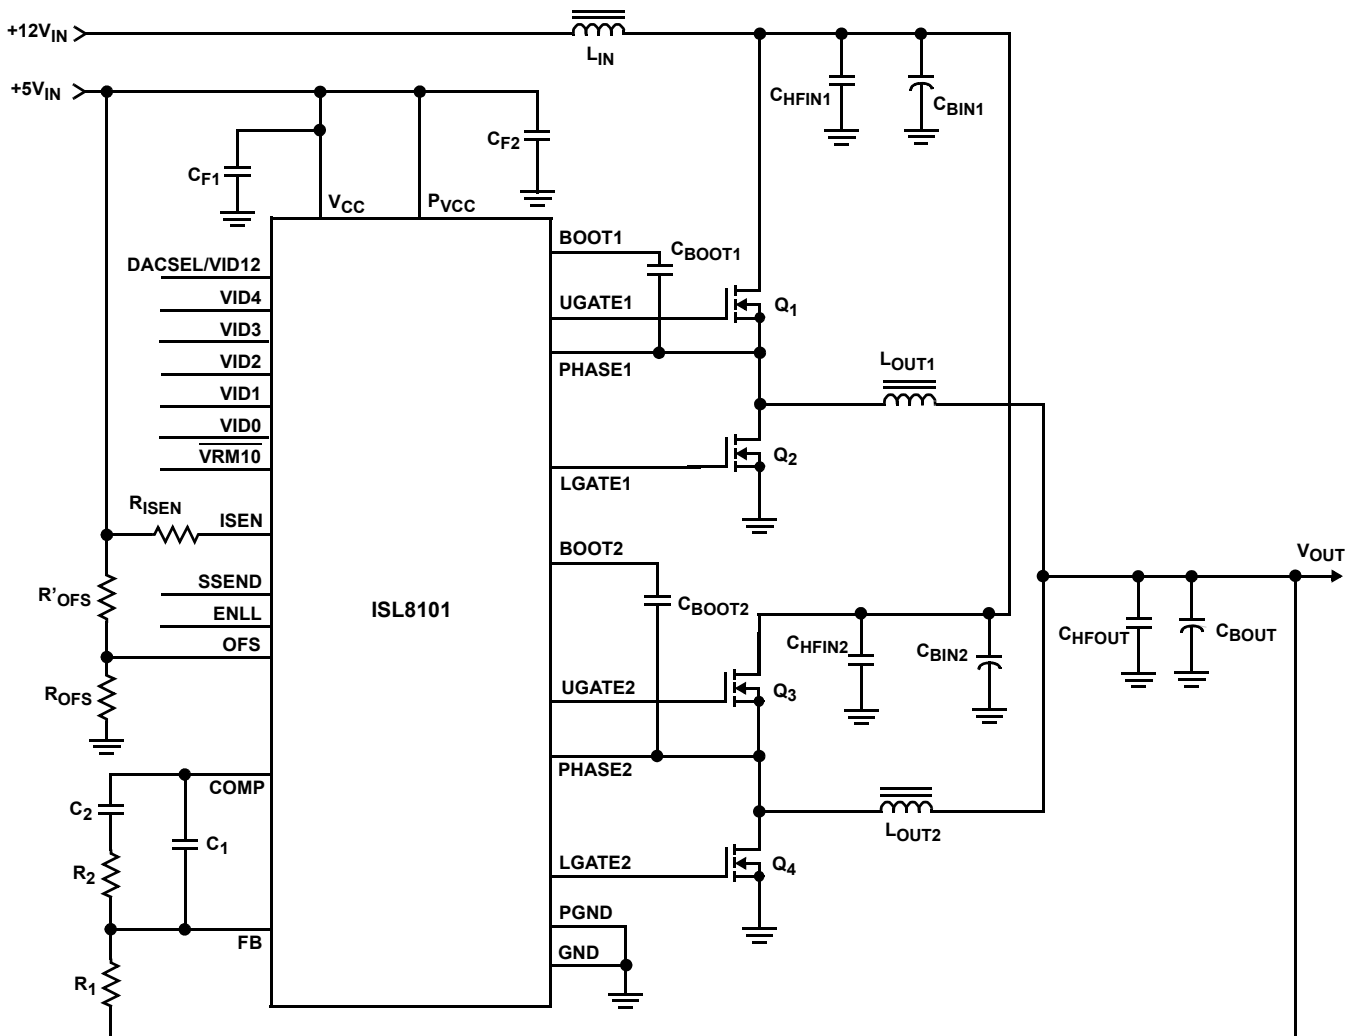 +12VIN
LIN
+5VIN
CHFIN1
CBIN1
CF2
CF1
VCC
PVCC
BOOT1
CBOOT1
DACSEL/VID12
VID4
UGATE1
Q1
VID3
VID2
PHASE1
LOUT1
VID1
VID0
VRM10
Q2
LGATE1
RISEN
ISEN
BOOT2
VOUT
SSEND
R'OFS
ISL8101
CBOOT2
ENLL
OFS
CHFIN2
CBIN2
CHFOUT
CBOUT
ROFS
UGATE2
Q3
PHASE2
COMP
C2
C1
LOUT2
R2
LGATE2
Q4
PGND
FB
GND
R1